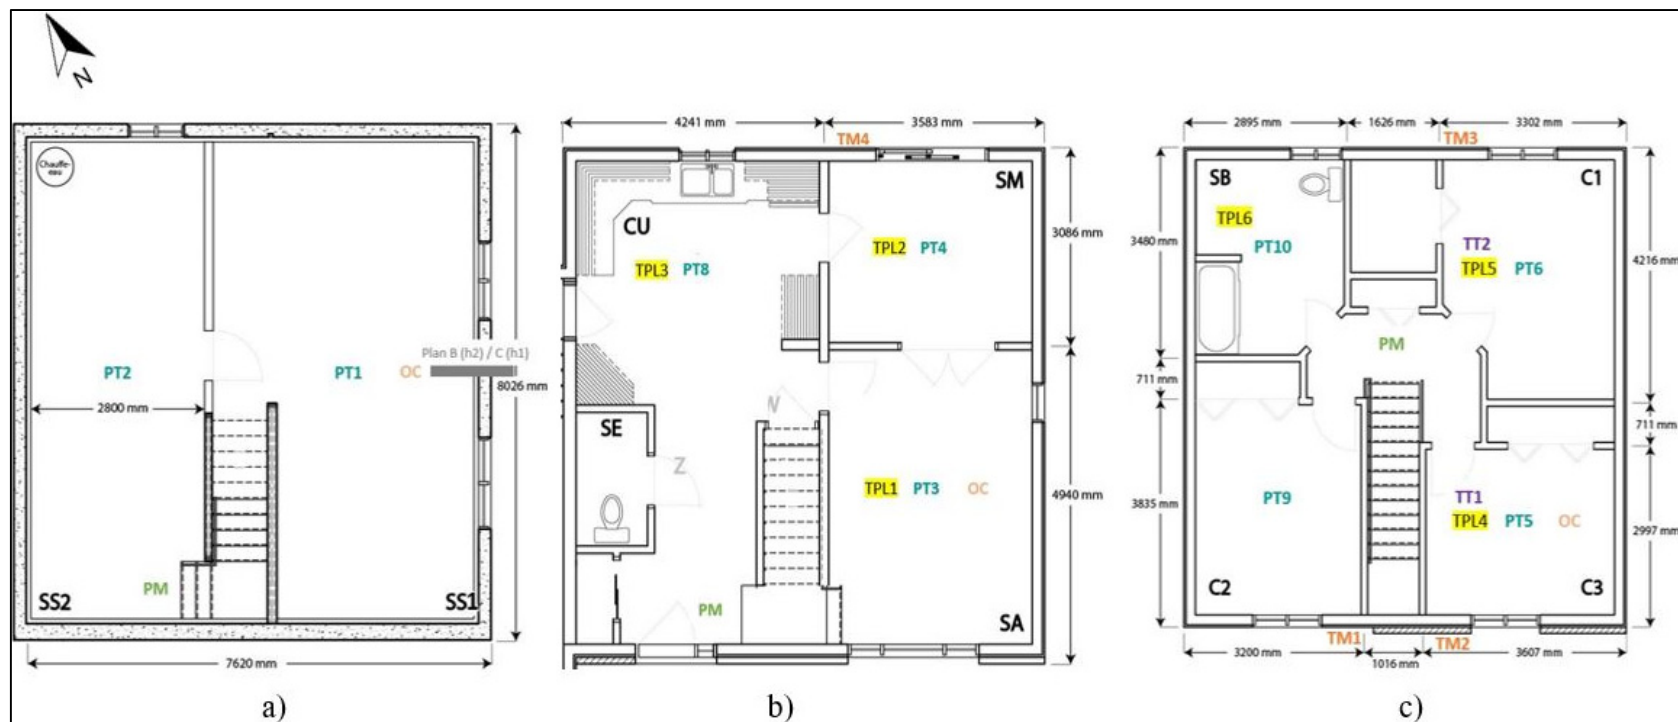 N
Chauffe-
eau
PT2
Plan B (h2) / C (h1)
PT1
OC
8026 mm
2800 mm
PM
SS2
SS1
7620 mm
a)
4241 mm
3583 mm
TM4
SM
CU
TPL3
PT8
TPL2
PT4
3086 mm
SE
Z
TPL1
PT3
OC
4940 mm
PM
SA
b)
2895 mm
1626 mm
3302 mm
TM3
SB
C1
TPL6
PT10
3480 mm
TT2
TPL5
PT6
4216 mm
PM
711 mm
711 mm
3835 mm
PT9
TT1
TPL4
PT5
OC
2997 mm
C2
C3
TM1
TM2
3200 mm
1016 mm
3607 mm
c)